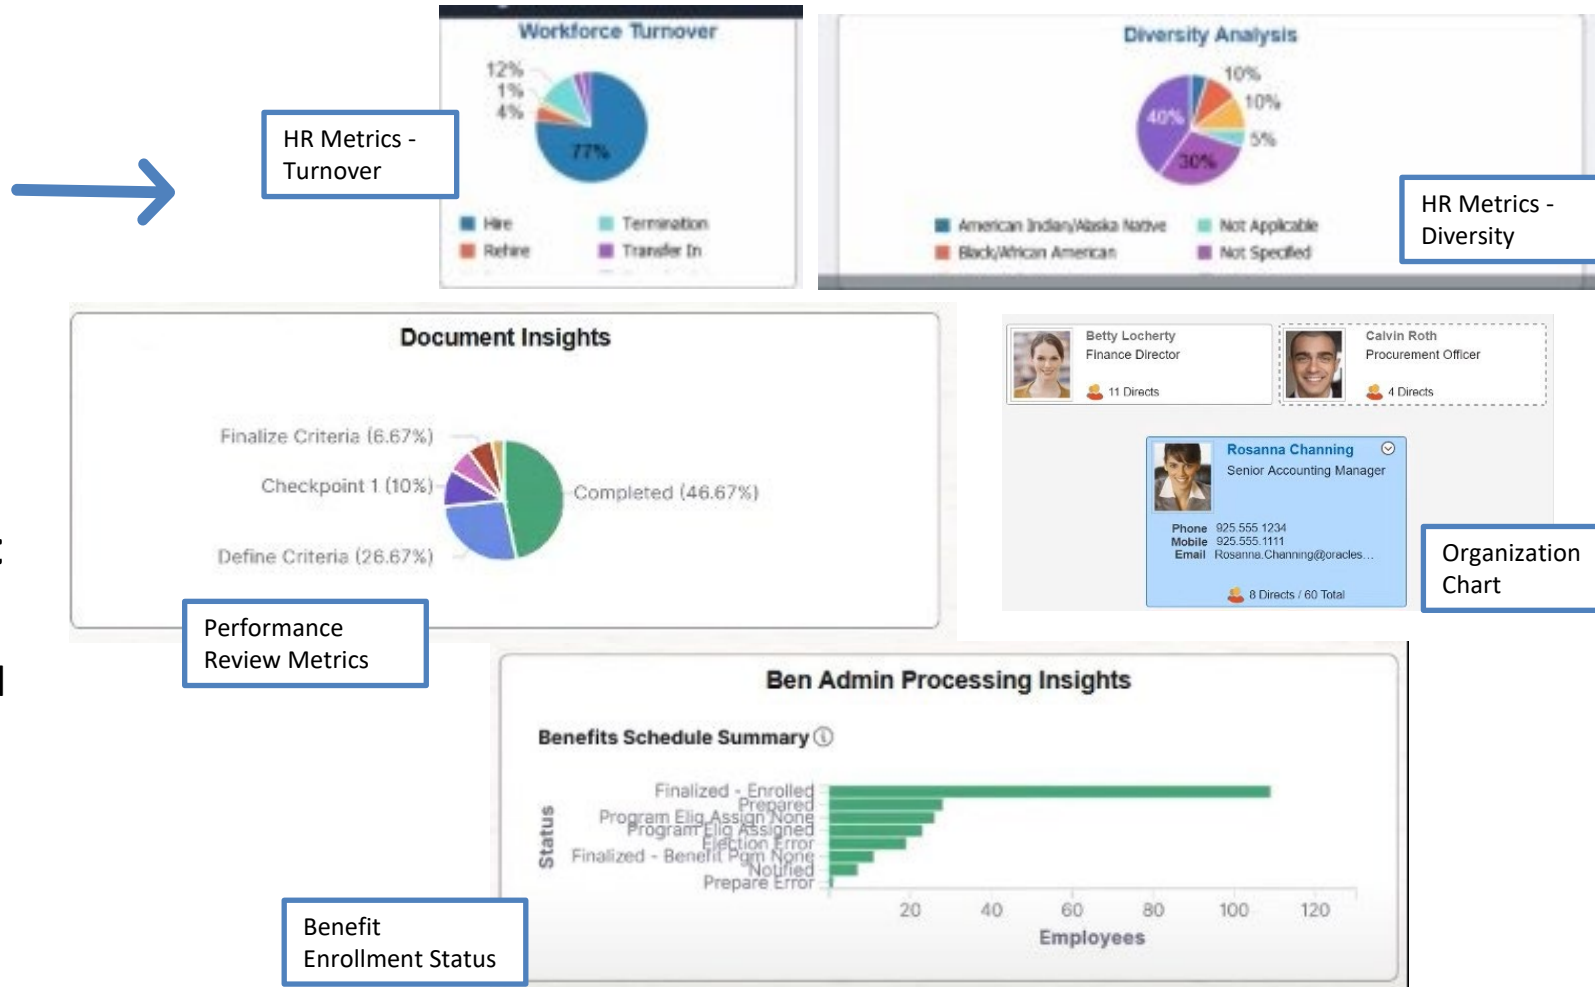 Workforce Turnover
12%
1%
4%
77%
Hire
Termination
Rehire
Transfer In
HR Metrics -
Turnover
Diversity Analysis
10%
10%
5%
40%
30%
American Indian/Alaska Native
Not Applicable
Black/African American
Not Specified
HR Metrics -
Diversity
Document Insights
Finalize Criteria (6.67%)
Checkpoint 1 (10%)
Completed (46.67%)
Define Criteria (26.67%)
Performance
Review Metrics
Betty Locherty
Finance Director
11 Directs
Calvin Roth
Procurement Officer
4 Directs
Rosanna Channing
Senior Accounting Manager
Phone 925.555.1234
Mobile 925.555.1111
Email Rosanna.Channing@oracles...
8 Directs / 60 Total
Organization
Chart
Ben Admin Processing Insights
Benefits Schedule Summary
Status
Finalized - Enrolled
Prepared
Program Elig Assign None
Program Elig Assigned
Election Error
Finalized - Benefit Pgm None
Notified
Prepare Error
20 40 60 80 100 120
Employees
Benefit
Enrollment Status